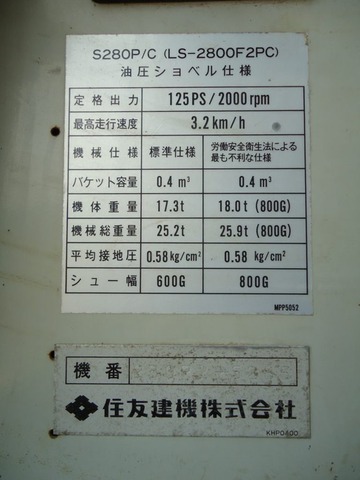 S280P/C (LS-2800F2PC)
油圧ショベル仕様
定格出力 125PS/2000rpm
最高走行速度 3.2km/h
機械仕様 標準仕様 労働安全衛生法による最も不利な仕様
バケット容量 0.4m³ 0.4m³
機体重量 17.3t 18.0t (800G)
機械総重量 25.2t 25.9t (800G)
平均接地圧 0.58kg/cm² 0.58 kg/cm²
シュー幅 600G 800G
MPP5052
機番
住友建機株式会社
KHP0400